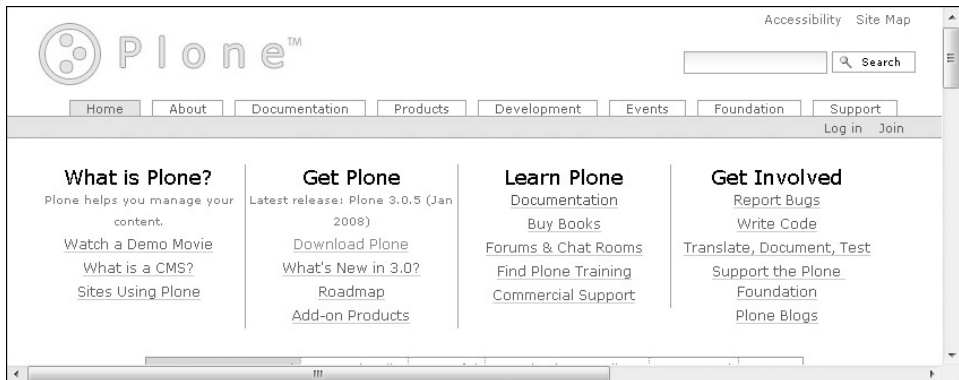 Accessibility Site Map
Plone™
Search
Home About Documentation Products Development Events Foundation Support
Log in Join
What is Plone?
Plone helps you manage your
content.
Watch a Demo Movie
What is a CMS?
Sites Using Plone
Get Plone
Latest release: Plone 3.0.5 (Jan
2008)
Download Plone
What's New in 3.0?
Roadmap
Add-on Products
Learn Plone
Documentation
Buy Books
Forums & Chat Rooms
Find Plone Training
Commercial Support
Get Involved
Report Bugs
Write Code
Translate, Document, Test
Support the Plone
Foundation
Plone Blogs